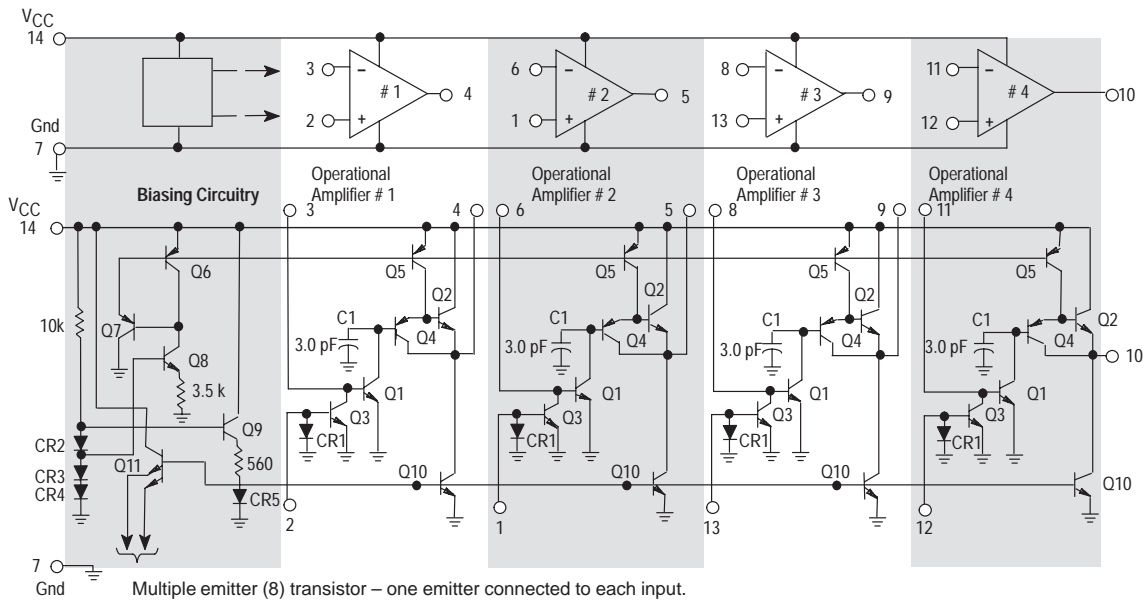 VCC
14
3
# 1
4
2
6
# 2
5
1
8
# 3
9
13
11
# 4
10
12
Gnd
7
Biasing Circuitry
Operational
Amplifier # 1
Operational
Amplifier # 2
Operational
Amplifier # 3
Operational
Amplifier # 4
VCC
14
3
4
6
5
8
9
11
Q6
Q5
Q5
Q5
Q5
10k
Q7
Q8
3.5 k
C1
3.0 pF
Q2
Q4
C1
3.0 pF
Q2
Q4
C1
3.0 pF
Q2
Q4
C1
3.0 pF
Q2
Q4
10
Q1
Q3
CR1
Q1
Q3
CR1
Q1
Q3
CR1
Q1
Q3
CR1
CR2
CR3
CR4
Q11
Q9
560
CR5
Q10
Q10
Q10
Q10
2
1
13
12
7
Gnd
Multiple emitter (8) transistor – one emitter connected to each input.